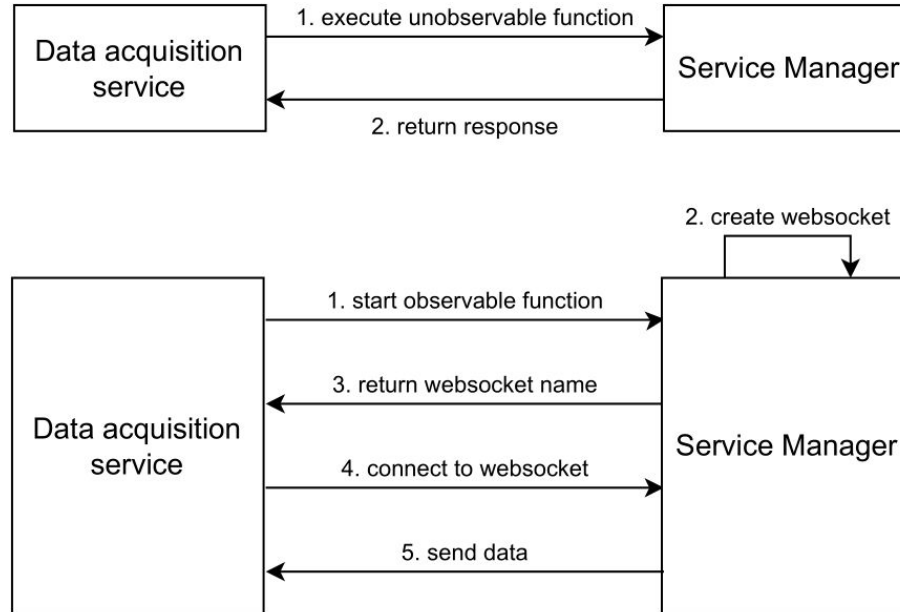 1. execute unobservable function
Data acquisition
service
Service Manager
2. return response
2. create websocket
1. start observable function
3. return websocket name
Data acquisition
service
Service Manager
4. connect to websocket
5. send data